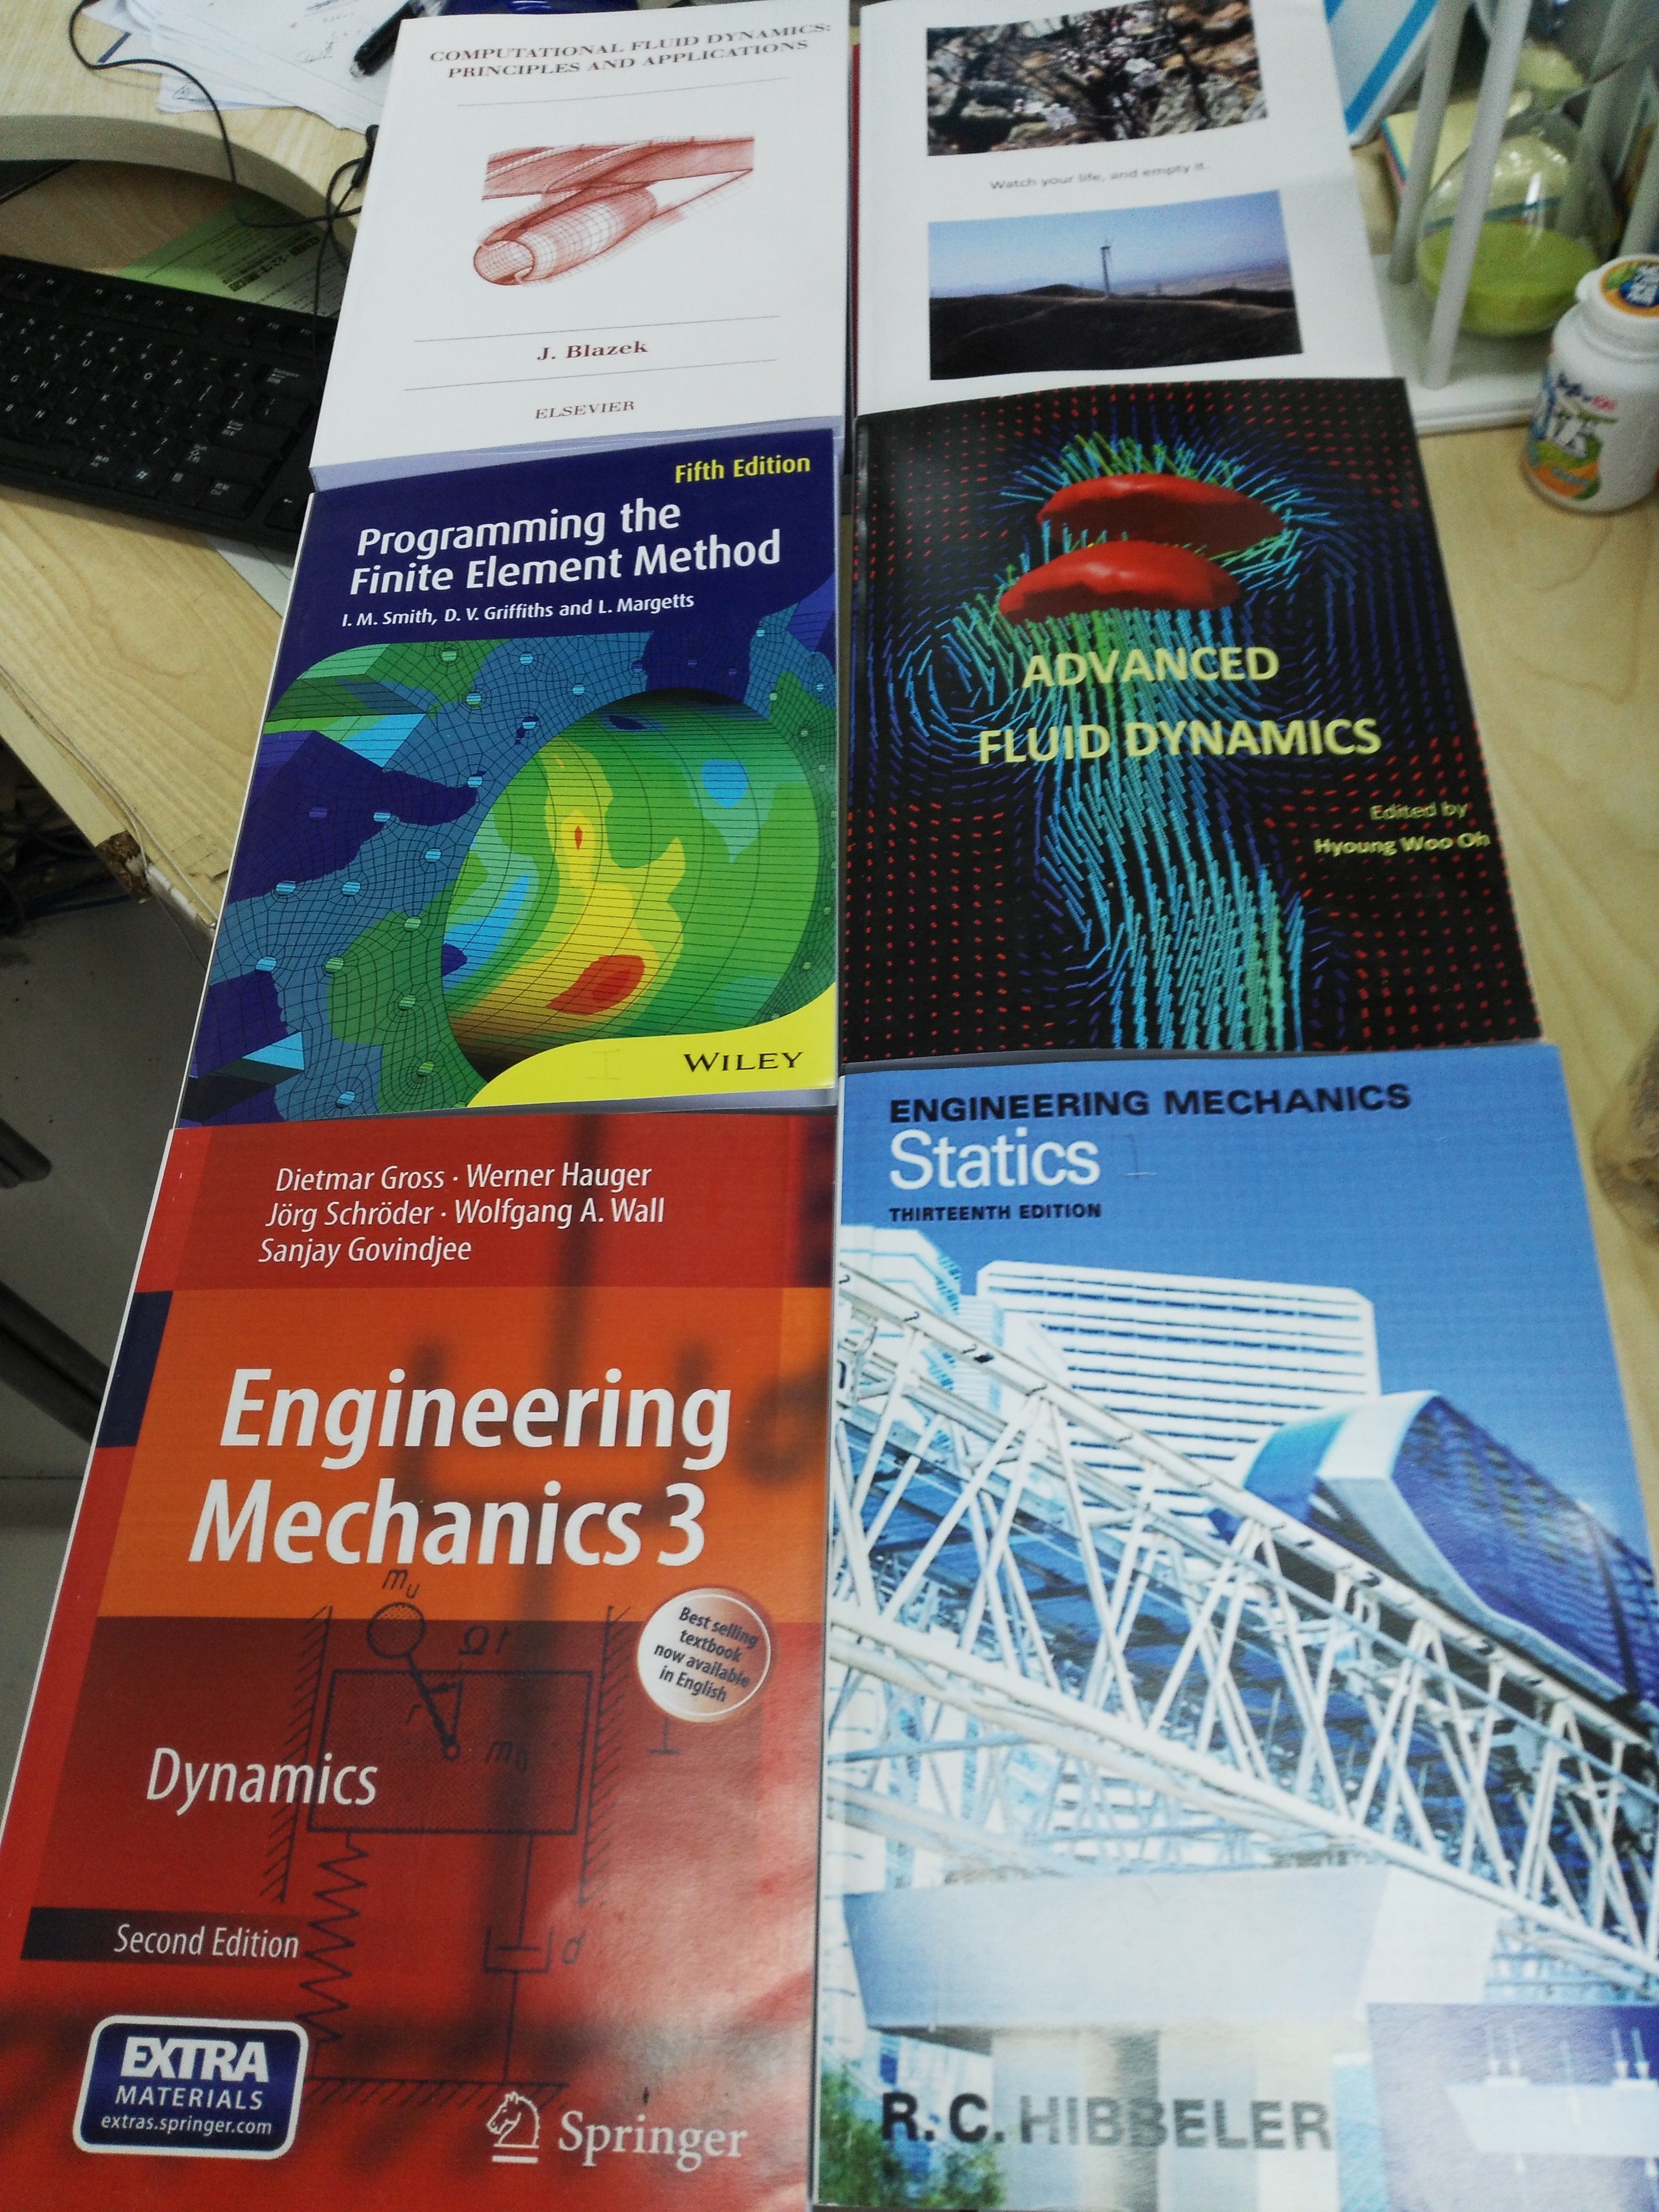 COMPUTATIONAL FLUID DYNAMICS:
PRINCIPLES AND APPLICATIONS
J. Blazek
ELSEVIER
Watch your life, and empty it.
Fifth Edition
Programming the
Finite Element Method
I. M. Smith, D. V. Griffiths and L. Margetts
WILEY
ADVANCED
FLUID DYNAMICS
Edited by
Hyoung Woo Oh
Dietmar Gross · Werner Hauger
Jörg Schröder · Wolfgang A. Wall
Sanjay Govindjee
Engineering
Mechanics 3
m_u
Ωt
r
m_0
Best selling
textbook
now available
in English
Dynamics
d
Second Edition
EXTRA
MATERIALS
extras.springer.com
Springer
ENGINEERING MECHANICS
Statics
THIRTEENTH EDITION
R. C. HIBBELER